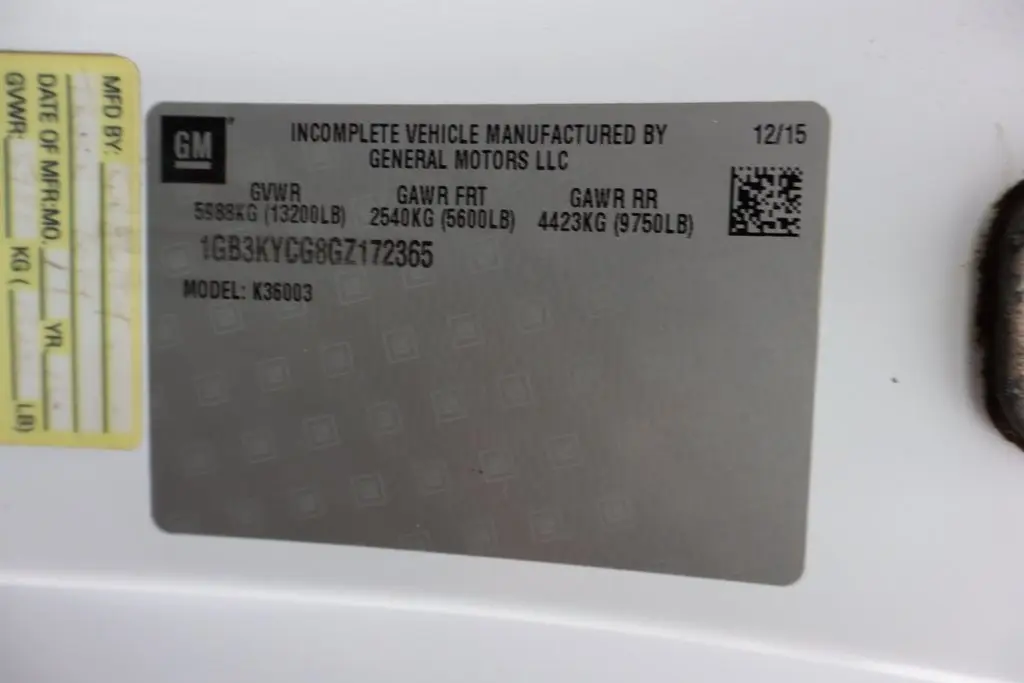 MFD BY:
DATE OF MFR:MO. / YR
GVWR: KG ( LB)
GM
INCOMPLETE VEHICLE MANUFACTURED BY
GENERAL MOTORS LLC
12/15
GVWR GAWR FRT GAWR RR
5988KG (13200LB) 2540KG (5600LB) 4423KG (9750LB)
1GB3KYCG8GZ172365
MODEL: K36003